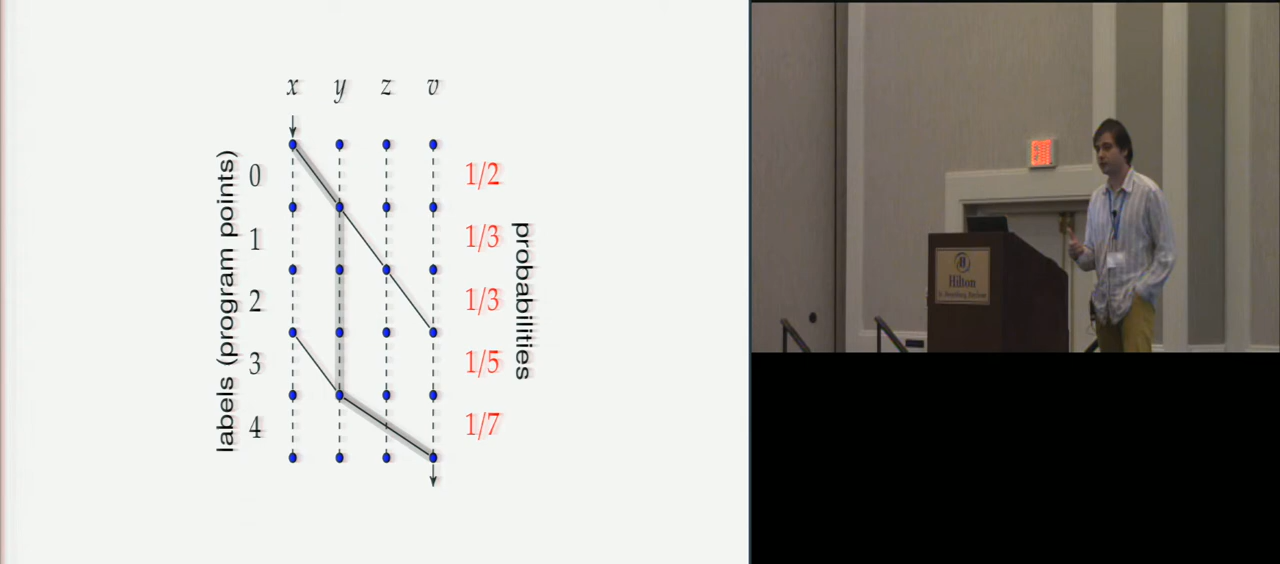 x y z v
labels (program points)
0 1/2
1 1/3
2 1/3
3 1/5
4 1/7
probabilities
Hilton